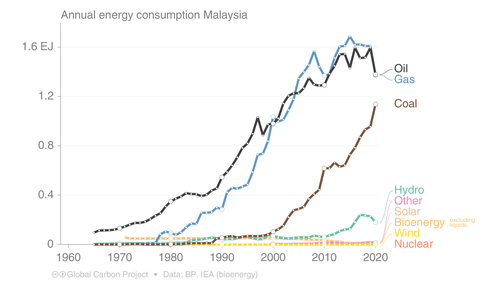 Annual energy consumption Malaysia
1.6 EJ
1.2
0.8
0.4
0
1960
1970
1980
1990
2000
2010
2020
Oil
Gas
Coal
Hydro
Other
Solar
Bioenergy excluding liquids
Wind
Nuclear
Global Carbon Project • Data: BP, IEA (bioenergy)